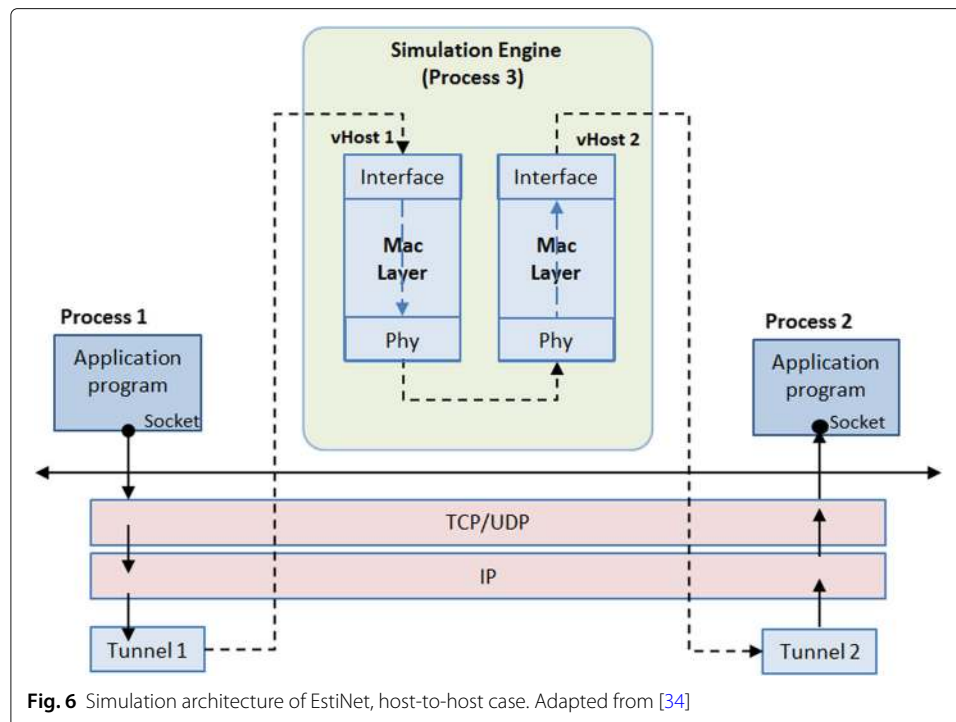 Simulation Engine
(Process 3)
vHost 1
vHost 2
Interface
Interface
Mac
Layer
Mac
Layer
Phy
Phy
Process 1
Process 2
Application
program
Application
program
Socket
Socket
TCP/UDP
IP
Tunnel 1
Tunnel 2
Fig. 6 Simulation architecture of EstiNet, host-to-host case. Adapted from [34]